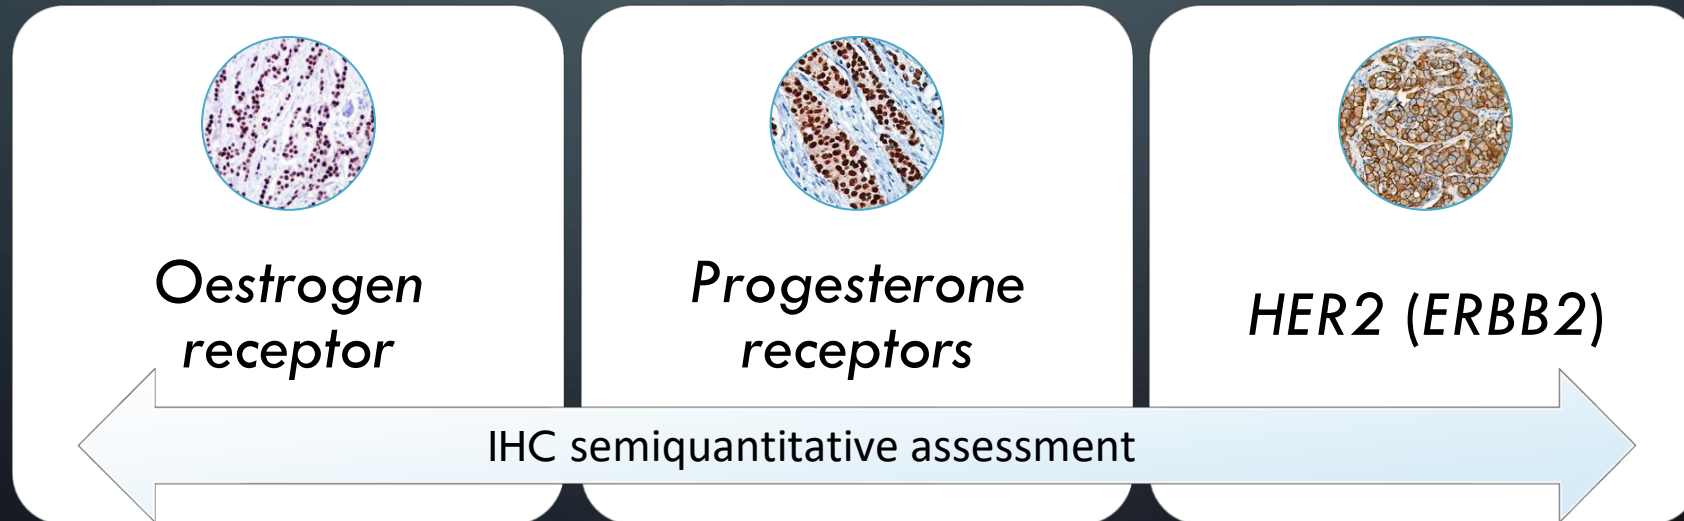 Oestrogen
receptor
Progesterone
receptors
HER2 (ERBB2)
IHC semiquantitative assessment